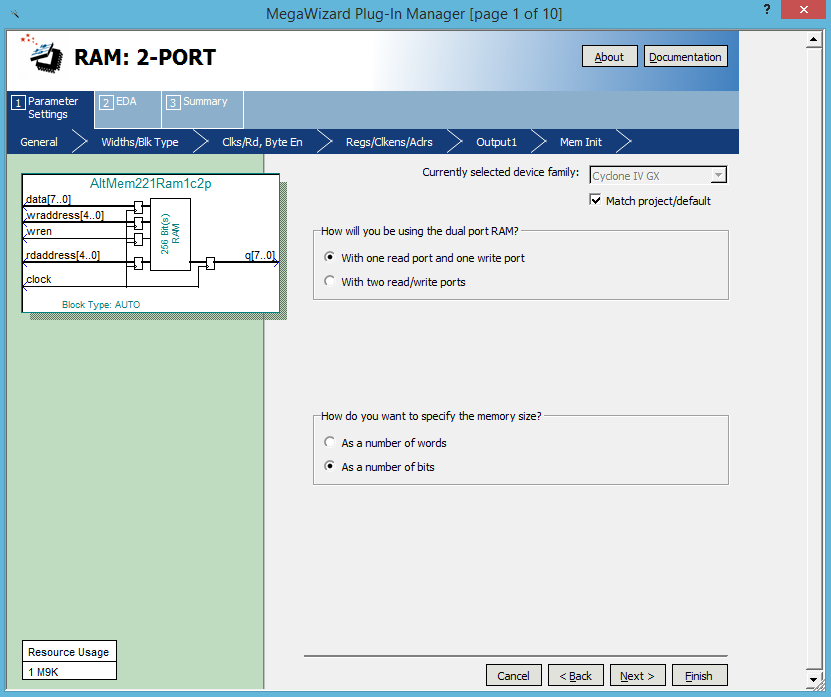 MegaWizard Plug-In Manager [page 1 of 10]
?
RAM: 2-PORT
About
Documentation
1 Parameter Settings
2 EDA
3 Summary
General
Widths/Blk Type
Clks/Rd, Byte En
Regs/Clkens/Aclrs
Output1
Mem Init
AltMem221Ram1c2p
data[7..0]
wraddress[4..0]
wren
rdaddress[4..0]
clock
256 Bit(s)
RAM
q[7..0]
Block Type: AUTO
Currently selected device family:
Cyclone IV GX
Match project/default
How will you be using the dual port RAM?
With one read port and one write port
With two read/write ports
How do you want to specify the memory size?
As a number of words
As a number of bits
Resource Usage
1 M9K
Cancel
< Back
Next >
Finish